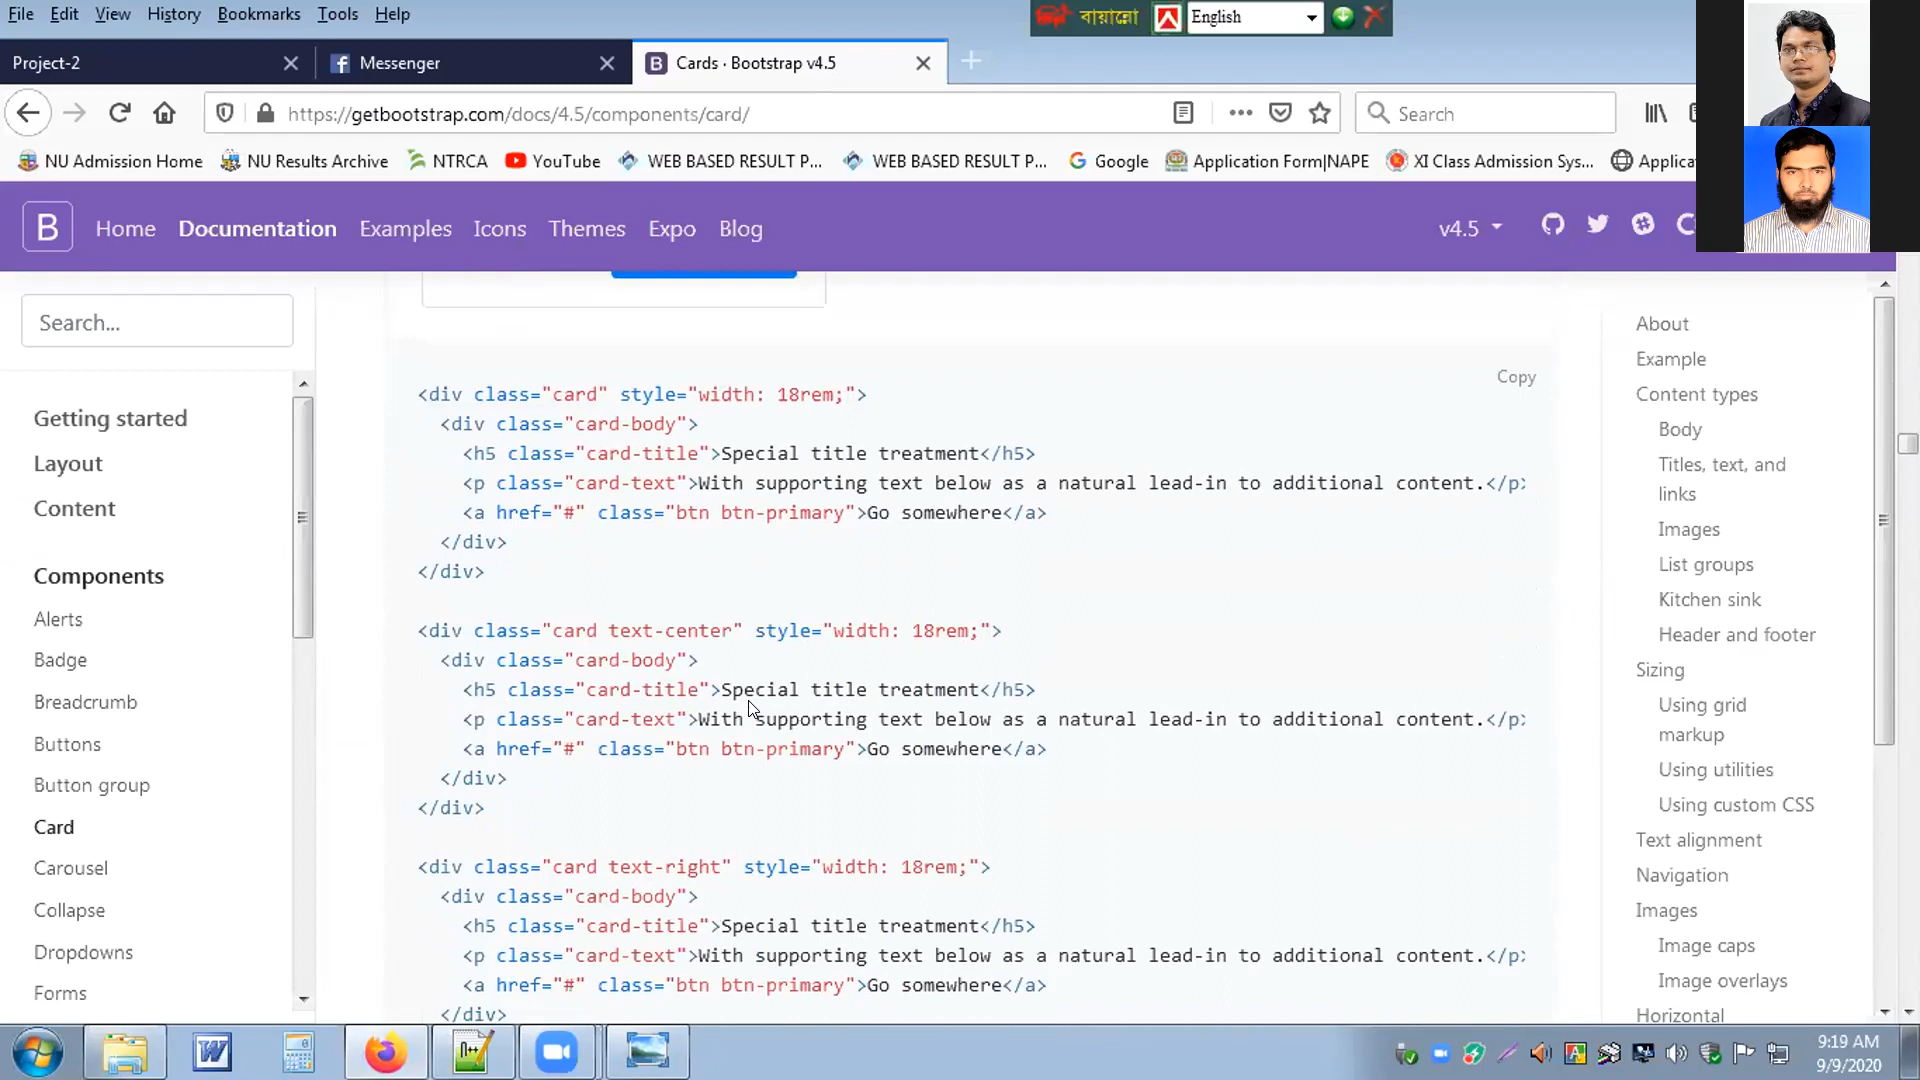 File Edit View History Bookmarks Tools Help
বায়ান্নো English
Project-2
Messenger
Cards · Bootstrap v4.5
https://getbootstrap.com/docs/4.5/components/card/
Search
NU Admission Home
NU Results Archive
NTRCA
YouTube
WEB BASED RESULT P...
WEB BASED RESULT P...
Google
Application Form|NAPE
XI Class Admission Sys...
Applica
B Home Documentation Examples Icons Themes Expo Blog v4.5
Search...
Getting started
Layout
Content
Components
Alerts
Badge
Breadcrumb
Buttons
Button group
Card
Carousel
Collapse
Dropdowns
Forms
Copy
<div class="card" style="width: 18rem;">
<div class="card-body">
<h5 class="card-title">Special title treatment</h5>
<p class="card-text">With supporting text below as a natural lead-in to additional content.</p>
<a href="#" class="btn btn-primary">Go somewhere</a>
</div>
</div>
<div class="card text-center" style="width: 18rem;">
<div class="card-body">
<h5 class="card-title">Special title treatment</h5>
<p class="card-text">With supporting text below as a natural lead-in to additional content.</p>
<a href="#" class="btn btn-primary">Go somewhere</a>
</div>
</div>
<div class="card text-right" style="width: 18rem;">
<div class="card-body">
<h5 class="card-title">Special title treatment</h5>
<p class="card-text">With supporting text below as a natural lead-in to additional content.</p>
<a href="#" class="btn btn-primary">Go somewhere</a>
</div>
About
Example
Content types
Body
Titles, text, and
links
Images
List groups
Kitchen sink
Header and footer
Sizing
Using grid
markup
Using utilities
Using custom CSS
Text alignment
Navigation
Images
Image caps
Image overlays
Horizontal
9:19 AM
9/9/2020